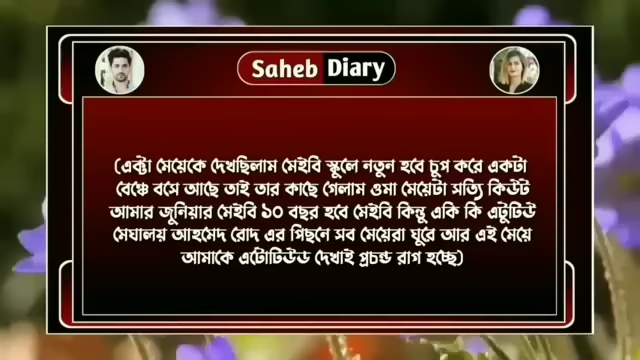 Saheb Diary
(এক্টা মেয়েকে দেখছিলাম মেইবি স্কুলে নতুন হবে চুপ করে একটা
বেঞ্চে বসে আছে তাই তার কাছে গেলাম ওমা মেয়েটা সত্যি কিউট
আমার জুনিয়ার মেইবি ১০ বছর হবে মেইবি কিন্তু একি কি এটুটিউ
মেঘালয় আহমেদ রোদ এর পিছনে সব মেয়েরা ঘুরে আর এই মেয়ে
আমাকে এটোটিউড দেখাই প্রচন্ড রাগ হচ্ছে)